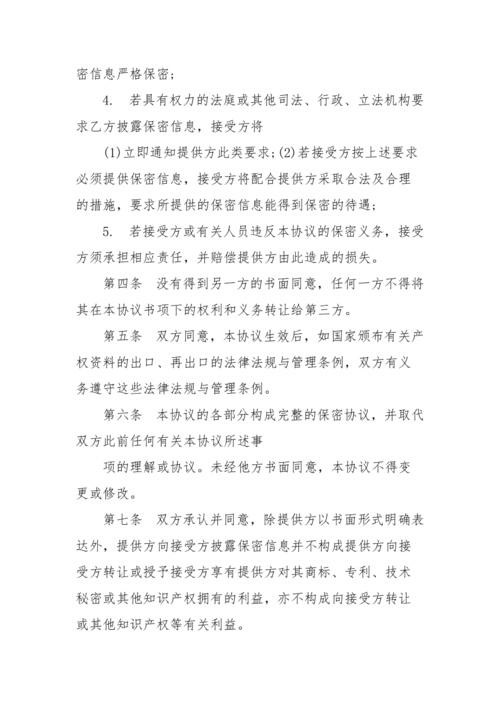 密信息严格保密;
4. 若具有权力的法庭或其他司法、行政、立法机构要
求乙方披露保密信息，接受方将
(1)立即通知提供方此类要求;(2)若接受方按上述要求
必须提供保密信息，接受方将配合提供方采取合法及合理
的措施，要求所提供的保密信息能得到保密的待遇;
5. 若接受方或有关人员违反本协议的保密义务，接受
方须承担相应责任，并赔偿提供方由此造成的损失。
第四条 没有得到另一方的书面同意，任何一方不得将
其在本协议书项下的权利和义务转让给第三方。
第五条 双方同意，本协议生效后，如国家颁布有关产
权资料的出口、再出口的法律法规与管理条例，双方有义
务遵守这些法律法规与管理条例。
第六条 本协议的各部分构成完整的保密协议，并取代
双方此前任何有关本协议所述事
项的理解或协议。未经他方书面同意，本协议不得变
更或修改。
第七条 双方承认并同意，除提供方以书面形式明确表
达外，提供方向接受方披露保密信息并不构成提供方向接
受方转让或授予接受方享有提供方对其商标、专利、技术
秘密或其他知识产权拥有的利益，亦不构成向接受方转让
或其他知识产权等有关利益。